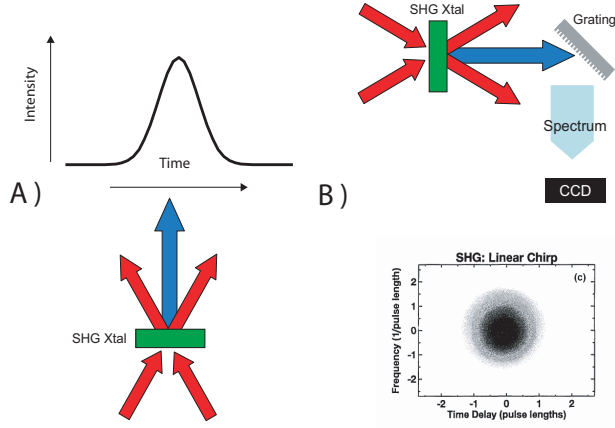 Intensity
Time
A )
SHG Xtal
SHG Xtal
Grating
Spectrum
B )
CCD
SHG: Linear Chirp
(c)
Frequency (1/pulse length)
2
1
0
-1
-2
-2
-1
0
1
2
Time Delay (pulse lengths)